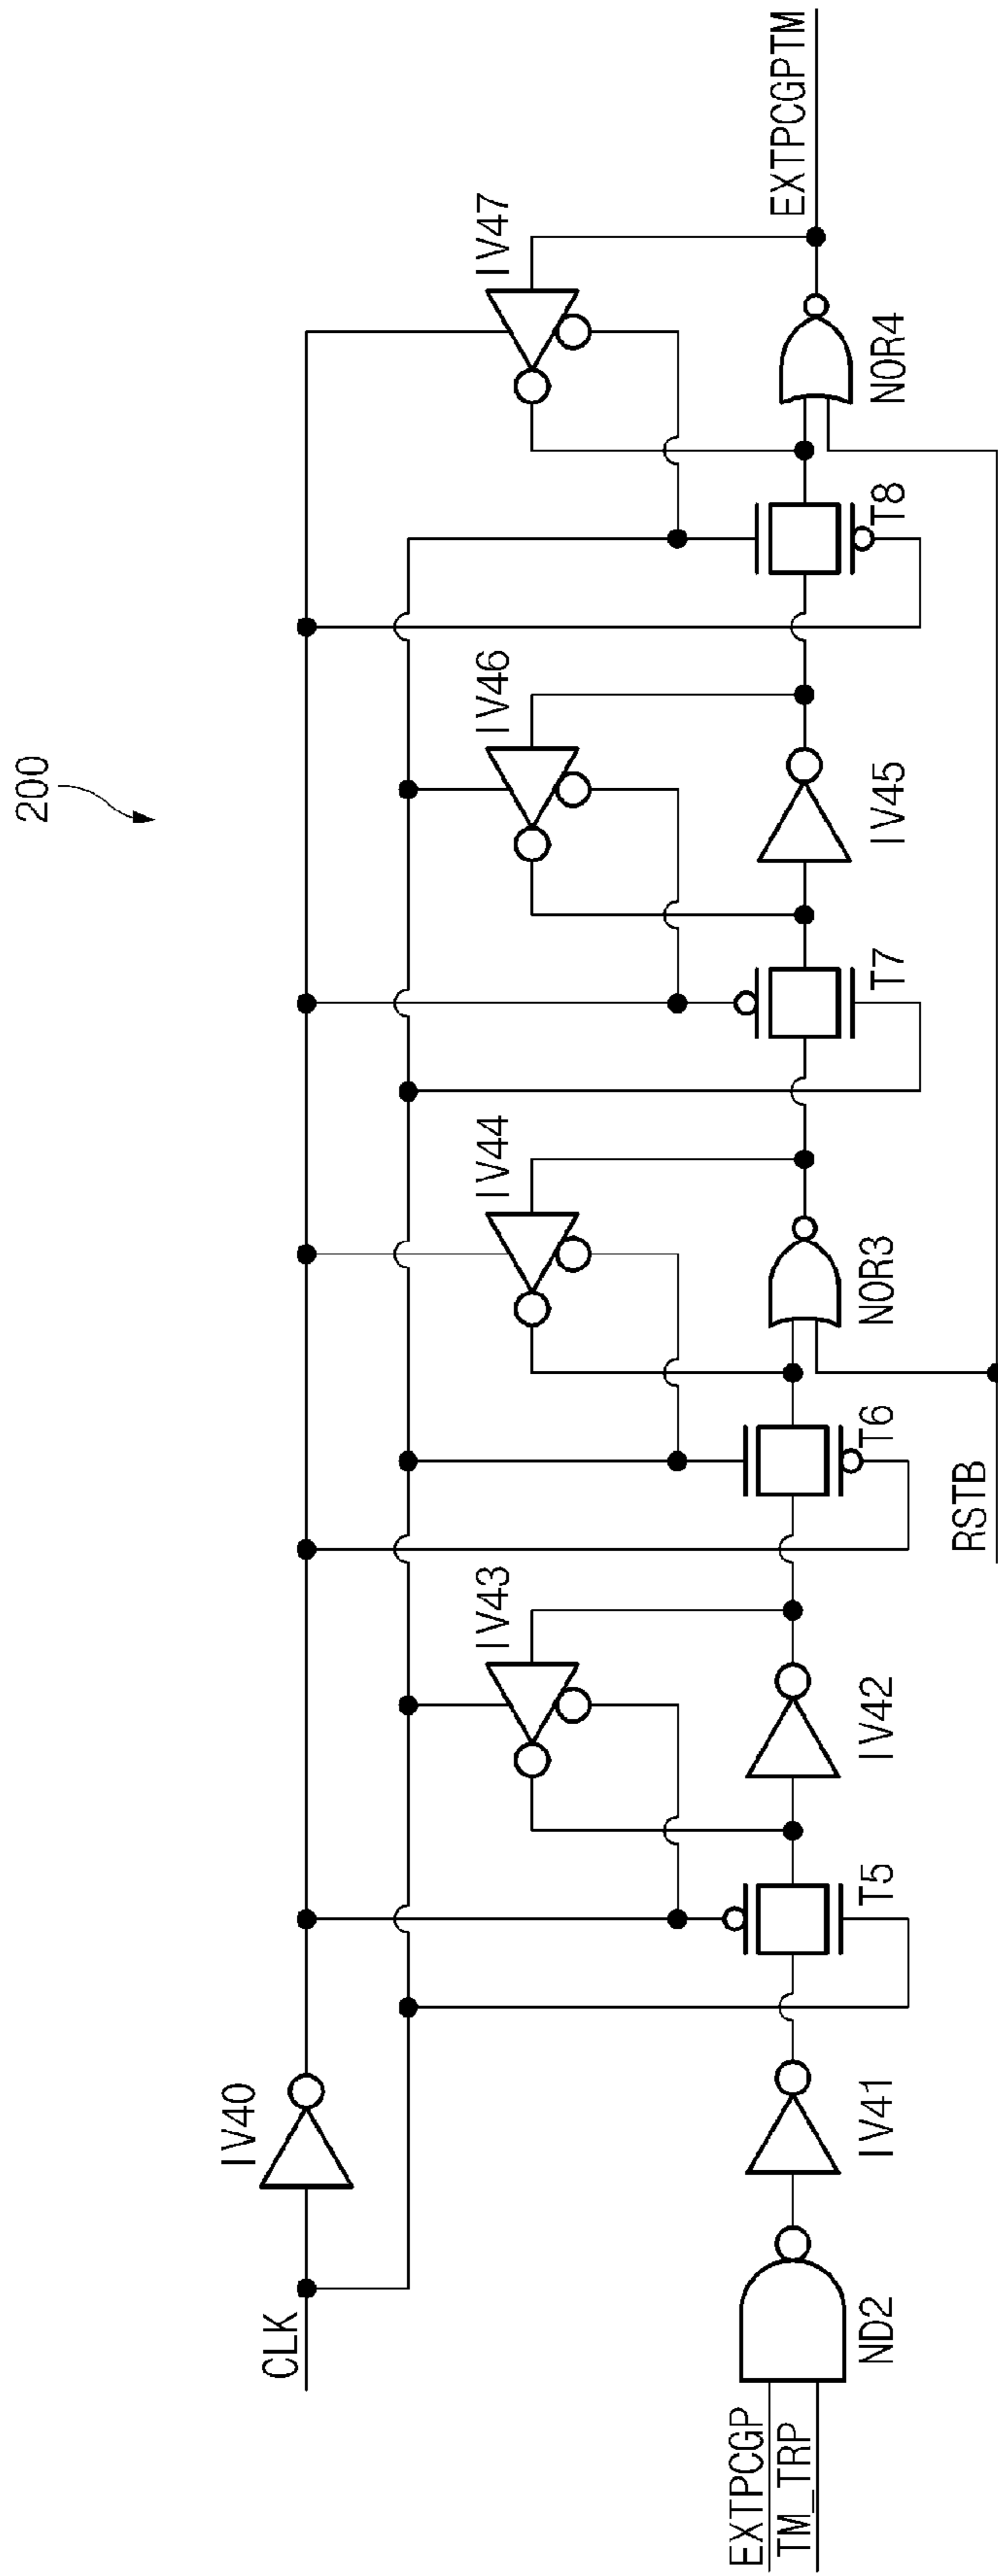 200
CLK
IV40
IV43
IV44
IV46
IV47
EXTPCGP
TM_TRP
ND2
IV41
T5
IV42
T6
NOR3
T7
IV45
T8
NOR4
EXTPCGPTM
RSTB